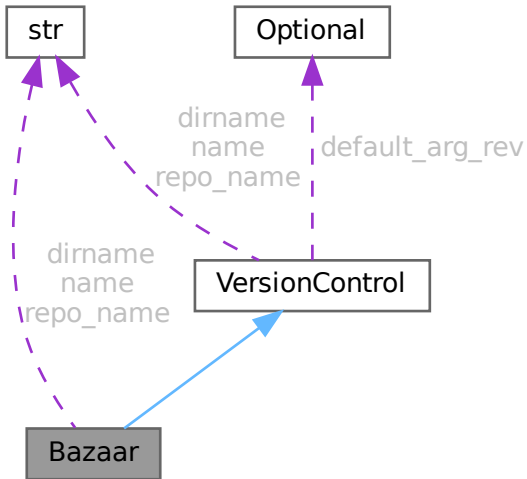 str
Optional
dirname
name
repo_name
default_arg_rev
dirname
name
repo_name
VersionControl
Bazaar